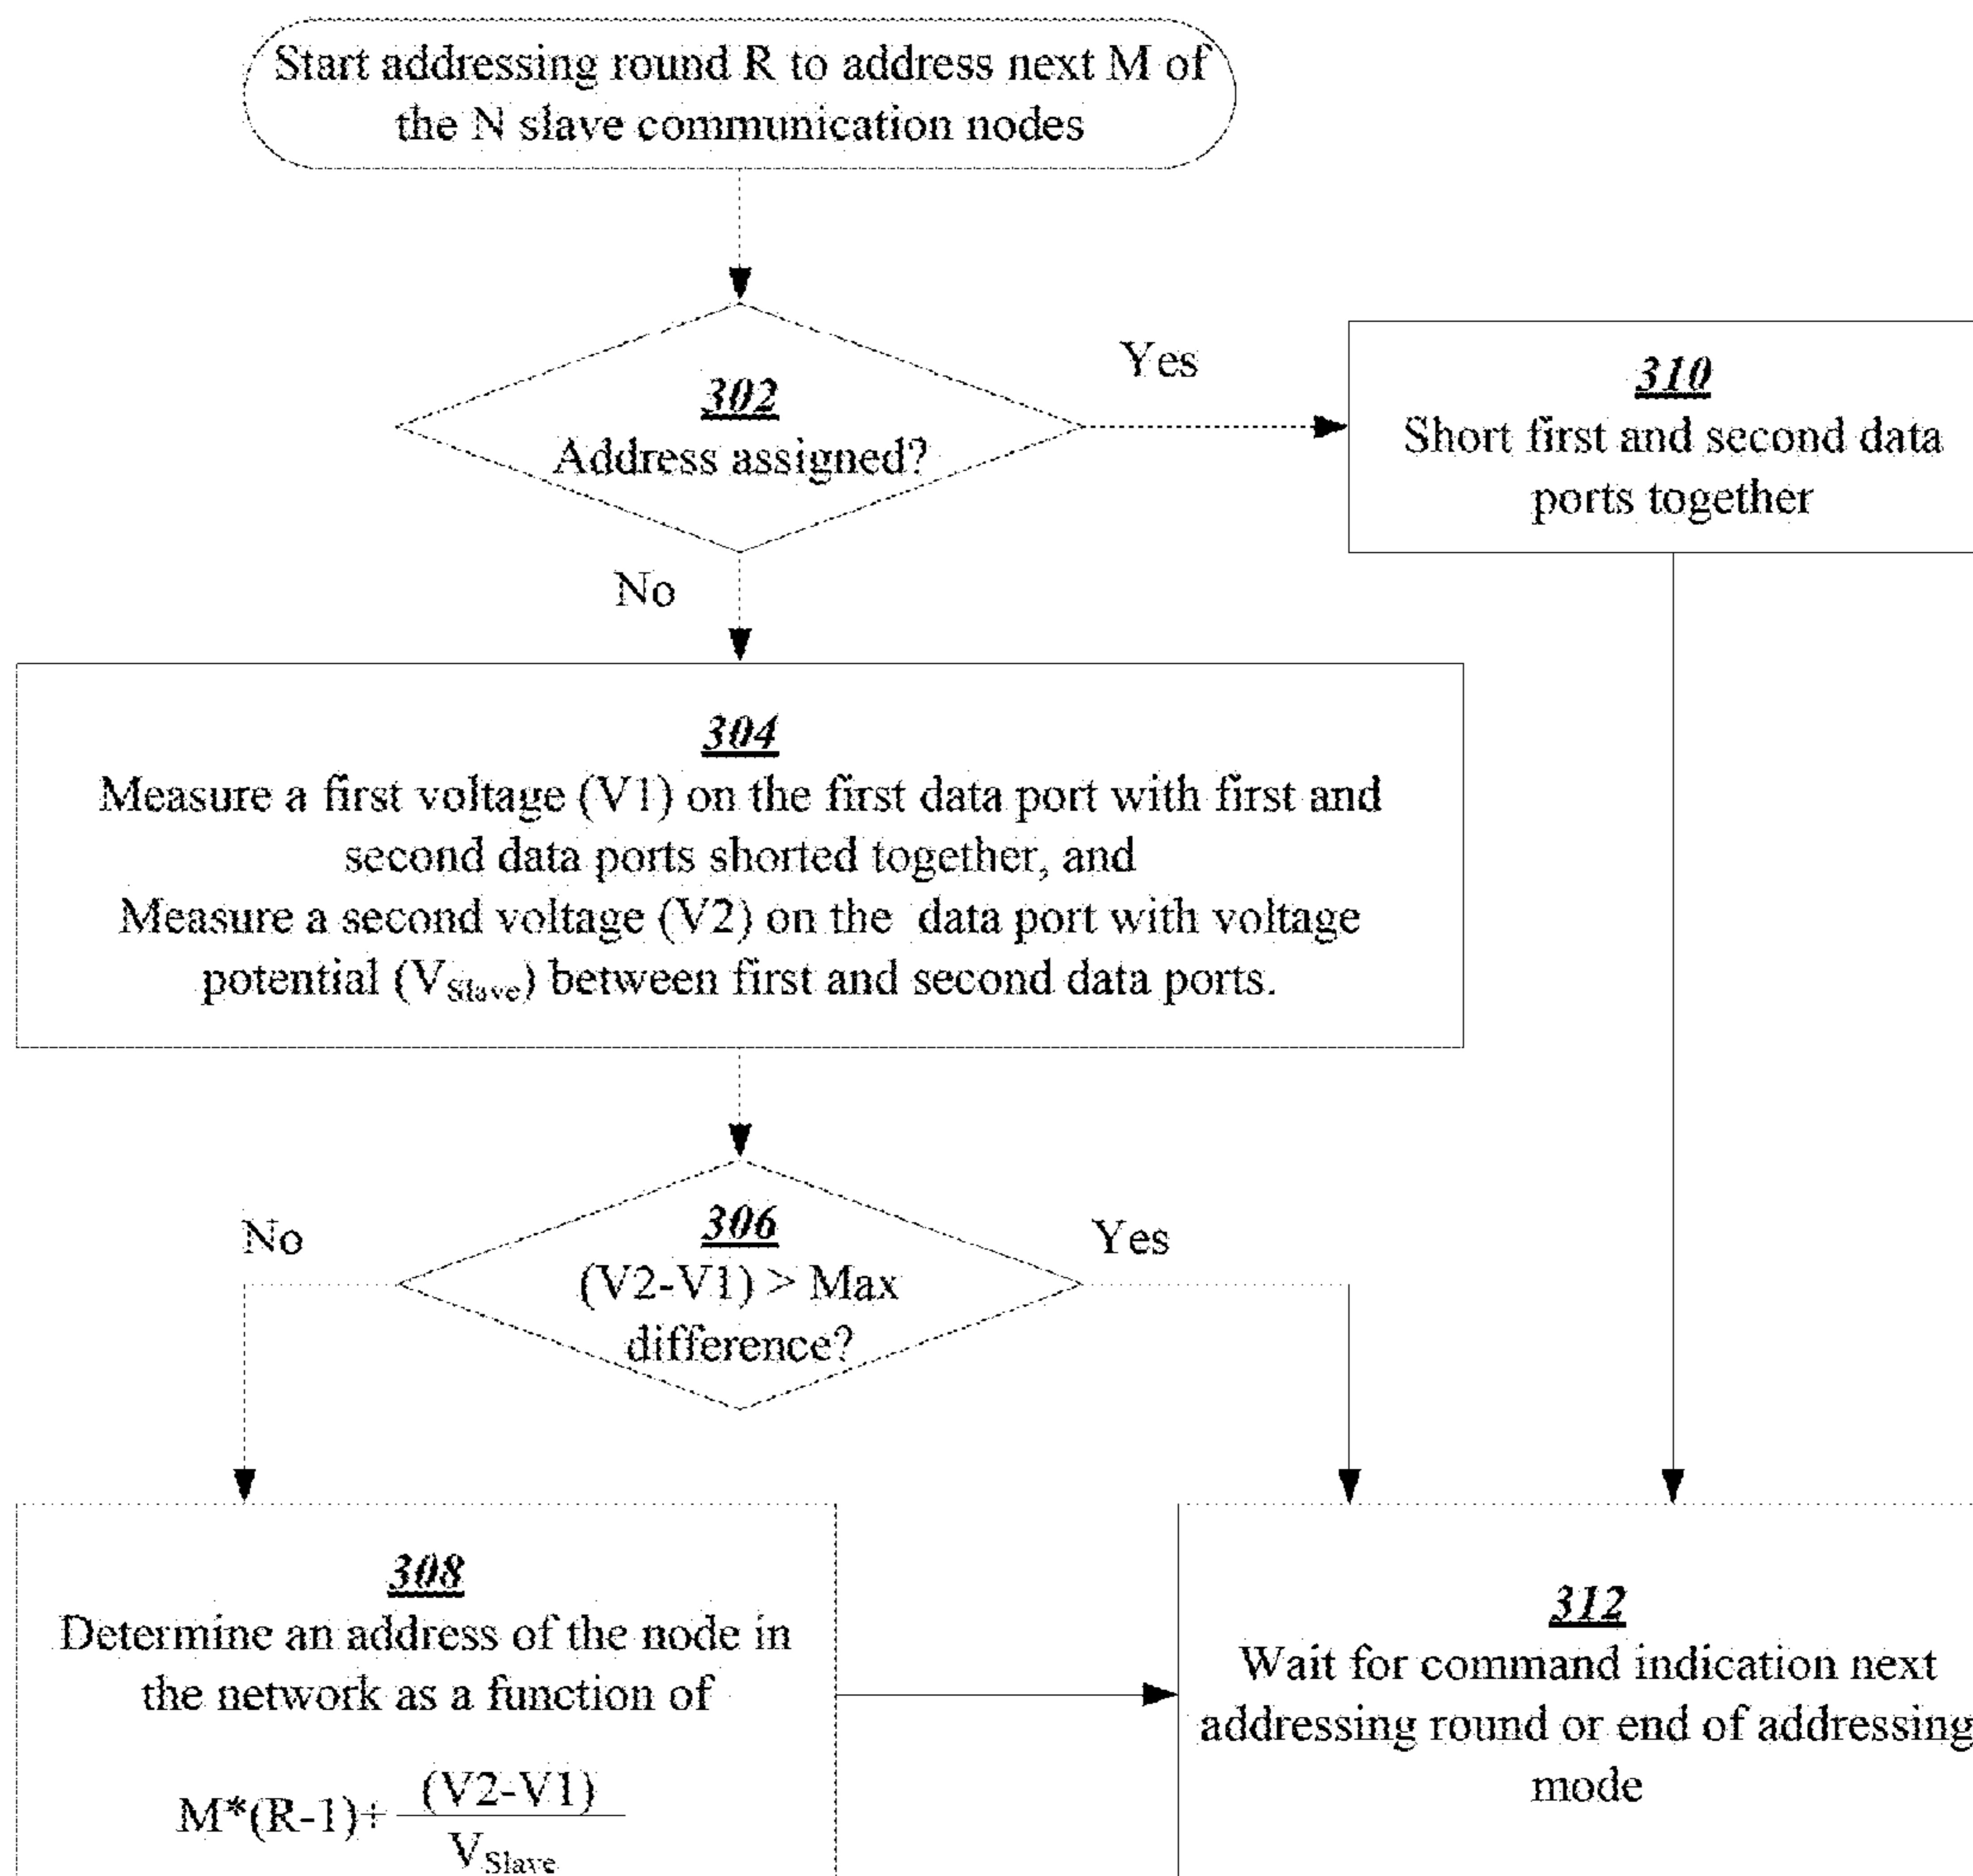 Start addressing round R to address next M of
the N slave communication nodes
302
Address assigned?
Yes
310
Short first and second data
ports together
No
304
Measure a first voltage (V1) on the first data port with first and
second data ports shorted together, and
Measure a second voltage (V2) on the data port with voltage
potential (VSlave) between first and second data ports.
306
(V2-V1) > Max
difference?
No
Yes
308
Determine an address of the node in
the network as a function of
M*(R-1)+ (V2-V1)
VSlave
312
Wait for command indication next
addressing round or end of addressing
mode